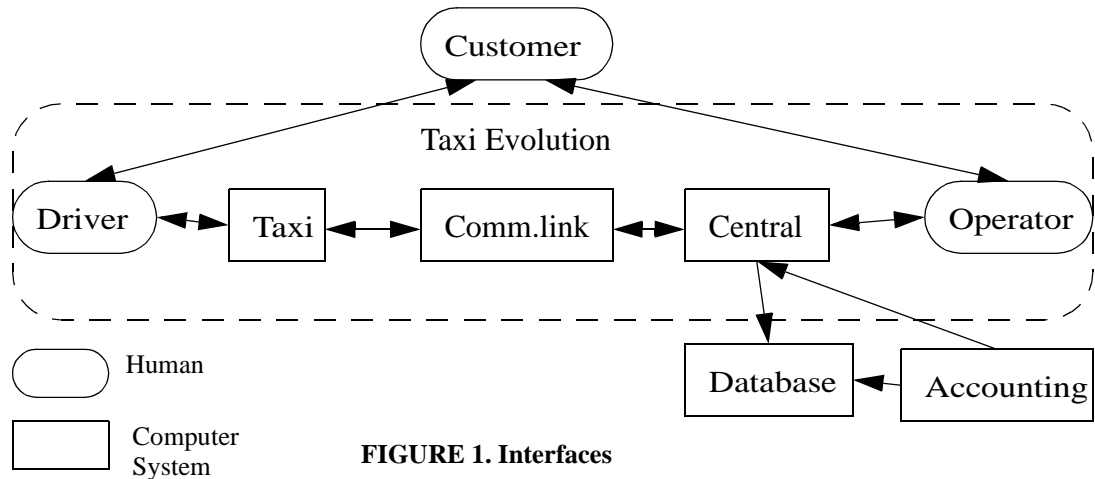 Customer
Taxi Evolution
Driver
Taxi
Comm.link
Central
Operator
Database
Accounting
Human
Computer
System
FIGURE 1. Interfaces